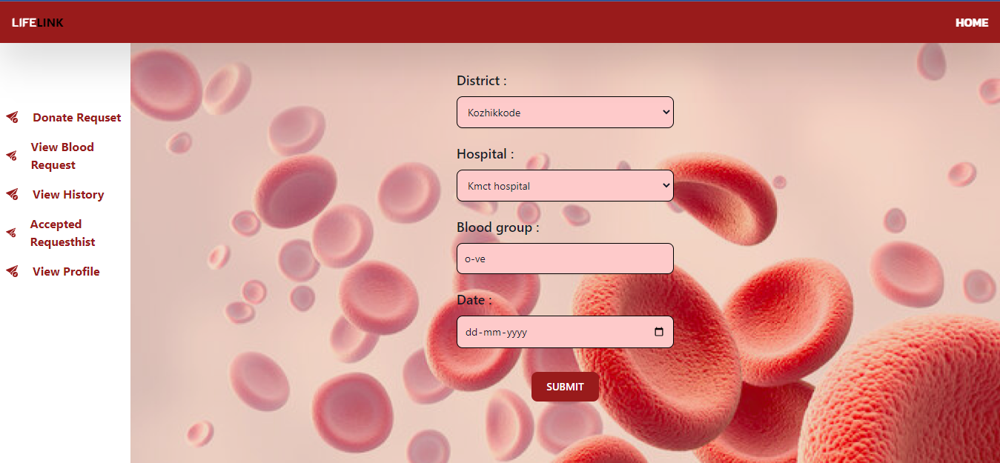 LIFELINK
HOME
Donate Requset
View Blood
Request
View History
Accepted
Requesthist
View Profile
District :
Kozhikkode
Hospital :
Kmct hospital
Blood group :
o-ve
Date :
dd-mm-yyyy
SUBMIT